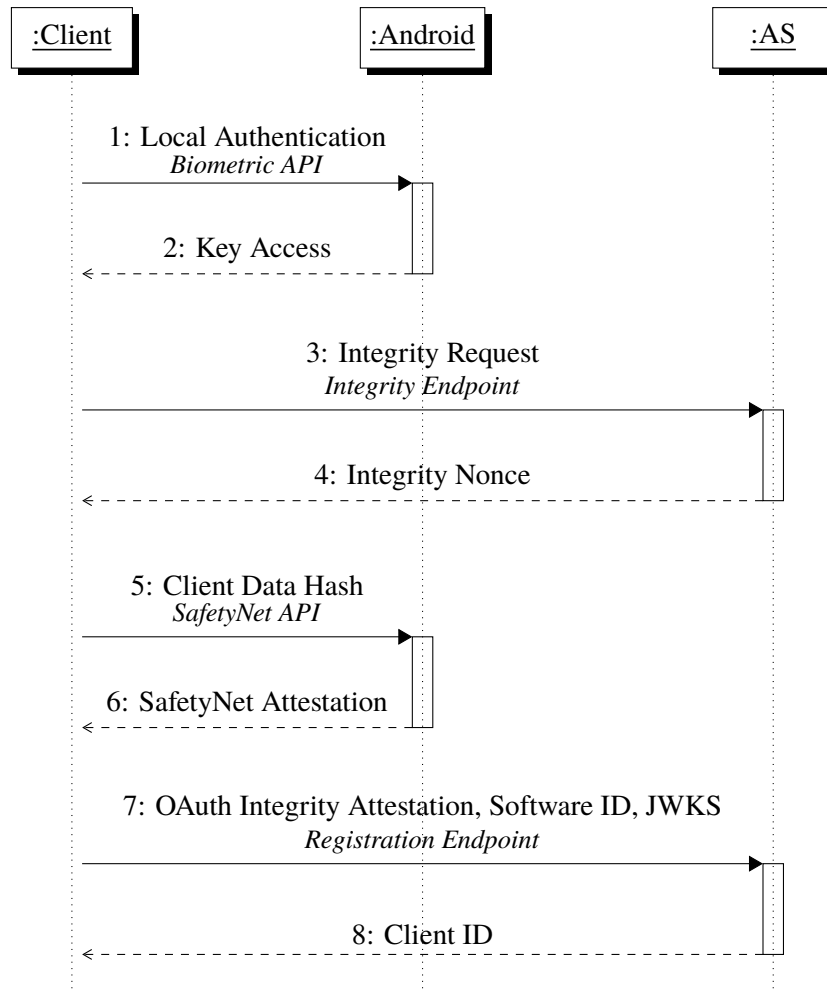 :Client
:Android
:AS
1: Local Authentication
Biometric API
2: Key Access
3: Integrity Request
Integrity Endpoint
4: Integrity Nonce
5: Client Data Hash
SafetyNet API
6: SafetyNet Attestation
7: OAuth Integrity Attestation, Software ID, JWKS
Registration Endpoint
8: Client ID